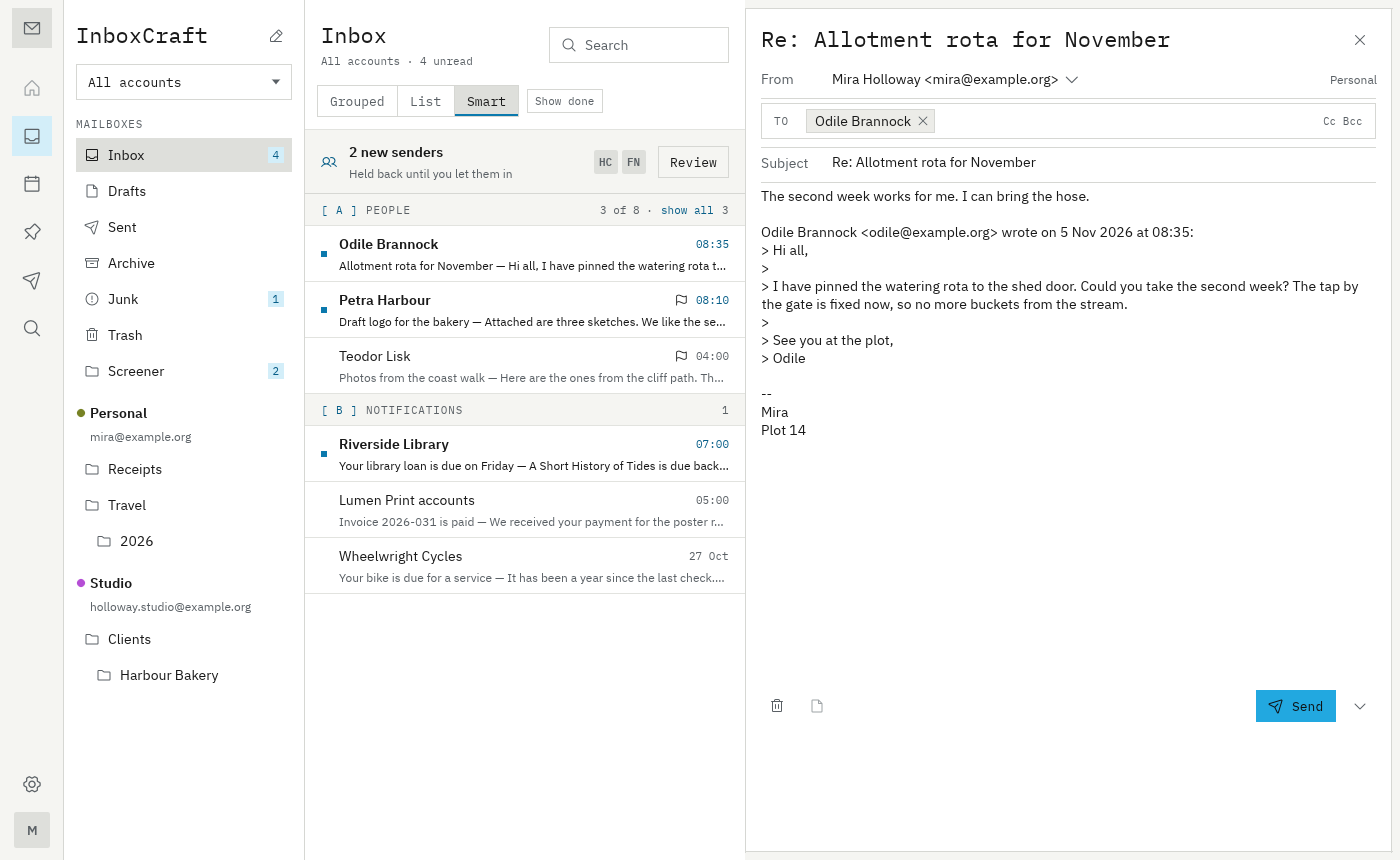 InboxCraft
All accounts
MAILBOXES
Inbox 4
Drafts
Sent
Archive
Junk 1
Trash
Screener 2
Personal
mira@example.org
Receipts
Travel
2026
Studio
holloway.studio@example.org
Clients
Harbour Bakery
M
Inbox
All accounts · 4 unread
Search
Grouped List Smart Show done
2 new senders
Held back until you let them in
HC FN Review
[ A ] PEOPLE 3 of 8 · show all 3
Odile Brannock 08:35
Allotment rota for November — Hi all, I have pinned the watering rota t…
Petra Harbour 08:10
Draft logo for the bakery — Attached are three sketches. We like the se…
Teodor Lisk 04:00
Photos from the coast walk — Here are the ones from the cliff path. Th…
[ B ] NOTIFICATIONS 1
Riverside Library 07:00
Your library loan is due on Friday — A Short History of Tides is due back…
Lumen Print accounts 05:00
Invoice 2026-031 is paid — We received your payment for the poster r…
Wheelwright Cycles 27 Oct
Your bike is due for a service — It has been a year since the last check.…
Re: Allotment rota for November
From Mira Holloway <mira@example.org> Personal
TO Odile Brannock Cc Bcc
Subject Re: Allotment rota for November
The second week works for me. I can bring the hose.
Odile Brannock <odile@example.org> wrote on 5 Nov 2026 at 08:35:
> Hi all,
>
> I have pinned the watering rota to the shed door. Could you take the second week? The tap by
the gate is fixed now, so no more buckets from the stream.
>
> See you at the plot,
> Odile
--
Mira
Plot 14
Send